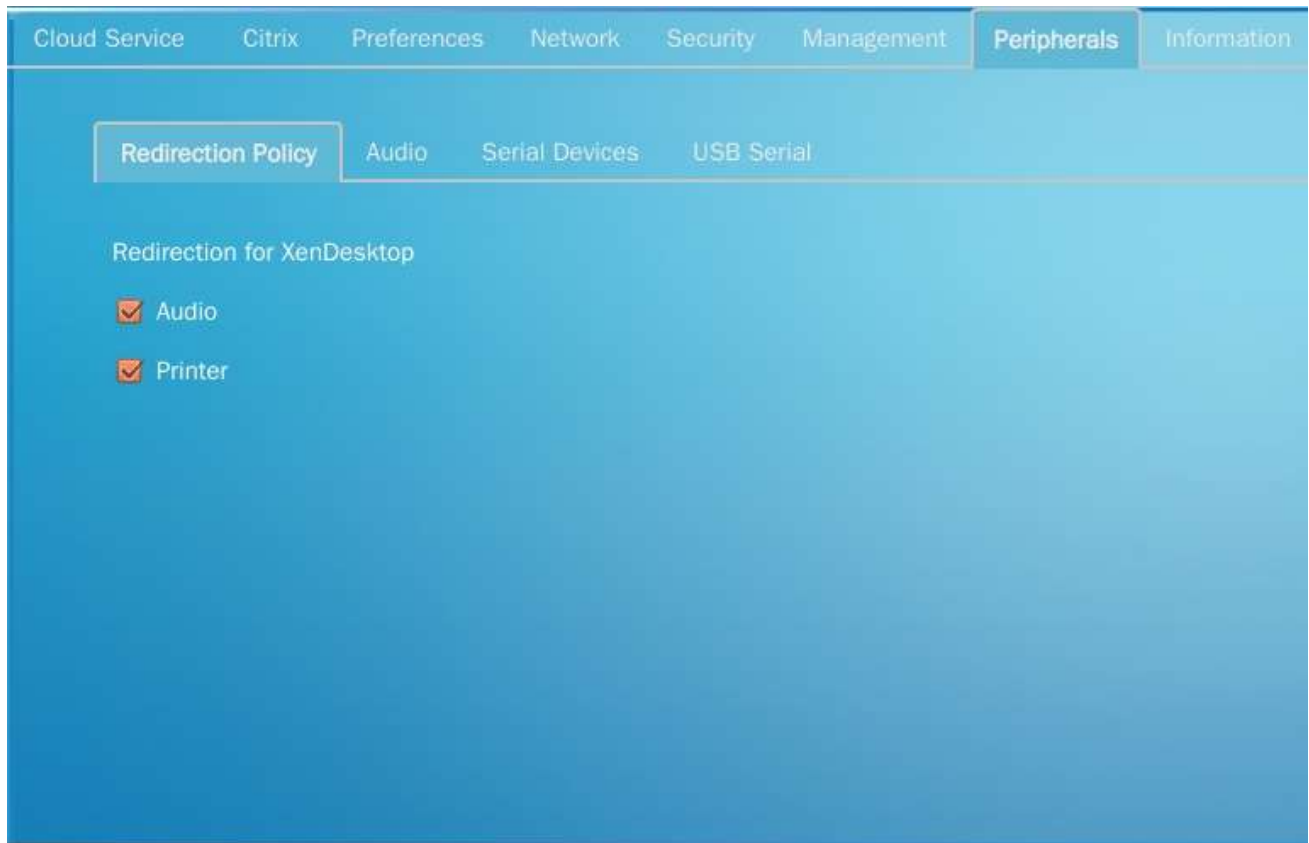 Cloud Service Citrix Preferences Network Security Management Peripherals Information
Redirection Policy Audio Serial Devices USB Serial
Redirection for XenDesktop
Audio
Printer